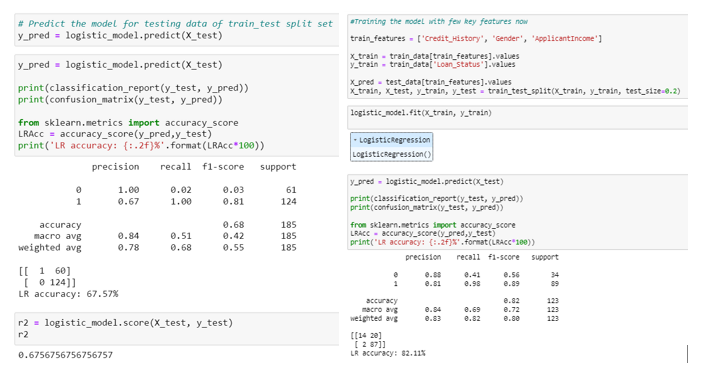 # Predict the model for testing data of train_test split set
y_pred = logistic_model.predict(X_test)
y_pred = logistic_model.predict(X_test)
print(classification_report(y_test, y_pred))
print(confusion_matrix(y_test, y_pred))
from sklearn.metrics import accuracy_score
LRAcc = accuracy_score(y_pred,y_test)
print('LR accuracy: {:.2f}%'.format(LRAcc*100))
precision recall f1-score support
0 1.00 0.02 0.03 61
1 0.67 1.00 0.81 124
accuracy 0.68 185
macro avg 0.84 0.51 0.42 185
weighted avg 0.78 0.68 0.55 185
[[ 1 60]
[ 0 124]]
LR accuracy: 67.57%
r2 = logistic_model.score(X_test, y_test)
r2
0.6756756756756757
#Training the model with few key features now
train_features = ['Credit_History', 'Gender', 'ApplicantIncome']
X_train = train_data[train_features].values
y_train = train_data['Loan_Status'].values
X_pred = test_data[train_features].values
X_train, X_test, y_train, y_test = train_test_split(X_train, y_train, test_size=0.2)
logistic_model.fit(X_train, y_train)
LogisticRegression
LogisticRegression()
y_pred = logistic_model.predict(X_test)
print(classification_report(y_test, y_pred))
print(confusion_matrix(y_test, y_pred))
from sklearn.metrics import accuracy_score
LRAcc = accuracy_score(y_pred,y_test)
print('LR accuracy: {:.2f}%'.format(LRAcc*100))
precision recall f1-score support
0 0.88 0.41 0.56 34
1 0.81 0.98 0.89 89
accuracy 0.82 123
macro avg 0.84 0.69 0.72 123
weighted avg 0.83 0.82 0.80 123
[[14 20]
[ 2 87]]
LR accuracy: 82.11%